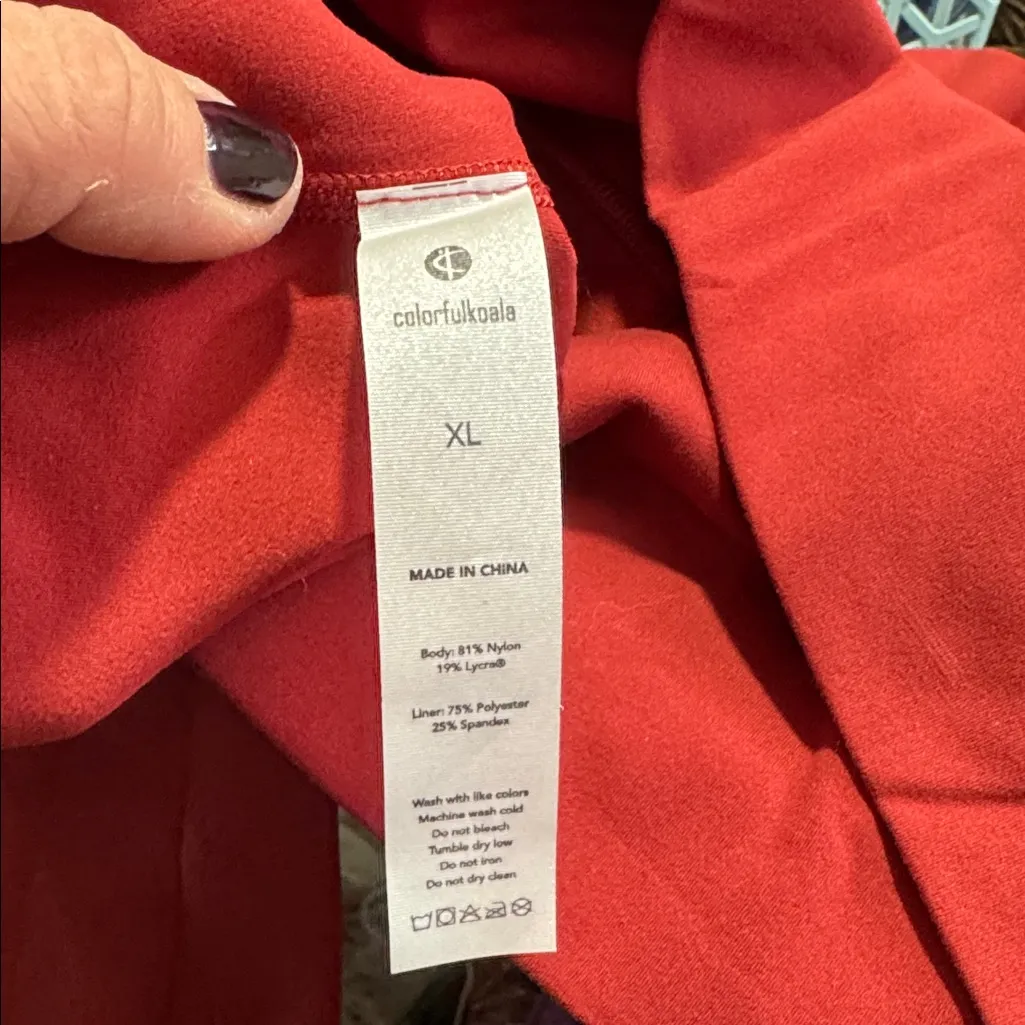 colorfulkoala
XL
MADE IN CHINA
Body: 81% Nylon
19% Lycra®
Liner: 75% Polyester
25% Spandex
Wash with like colors
Machine wash cold
Do not bleach
Tumble dry low
Do not iron
Do not dry clean